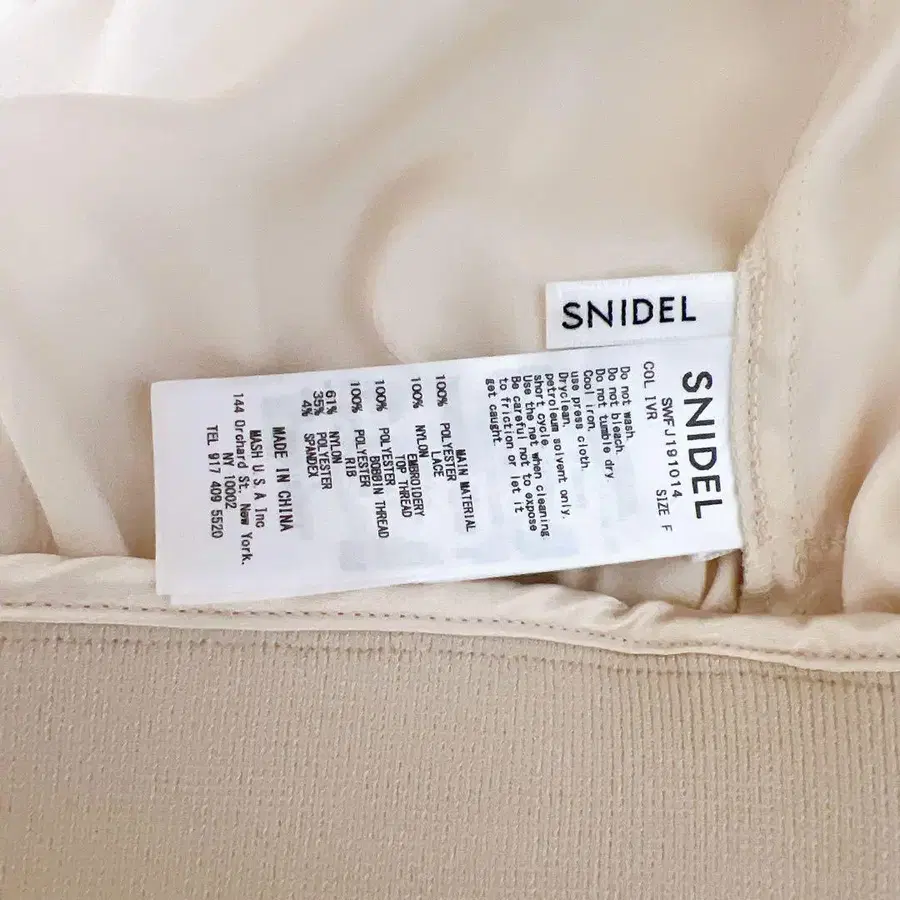 SNIDEL
SNIDEL
SWFJ191014
COL IVR SIZE F
Do not wash.
Do not bleach.
Do not tumble dry.
Cool iron.
use press cloth.
Dryclean.
petroleum solvent only.
short cycle
Use the net when cleaning
Be careful not to expose
to friction or let it
get caught.
MAIN MATERIAL
100% POLYESTER
LACE
100% NYLON
EMBROIDERY
TOP THREAD
100% POLYESTER
BOBBIN THREAD
100% POLYESTER
RIB
61% NYLON
35% POLYESTER
4% SPANDEX
MADE IN CHINA
MASH U.S.A Inc
144 Orchard St. New York.
NY 10002
TEL 917 409 5520